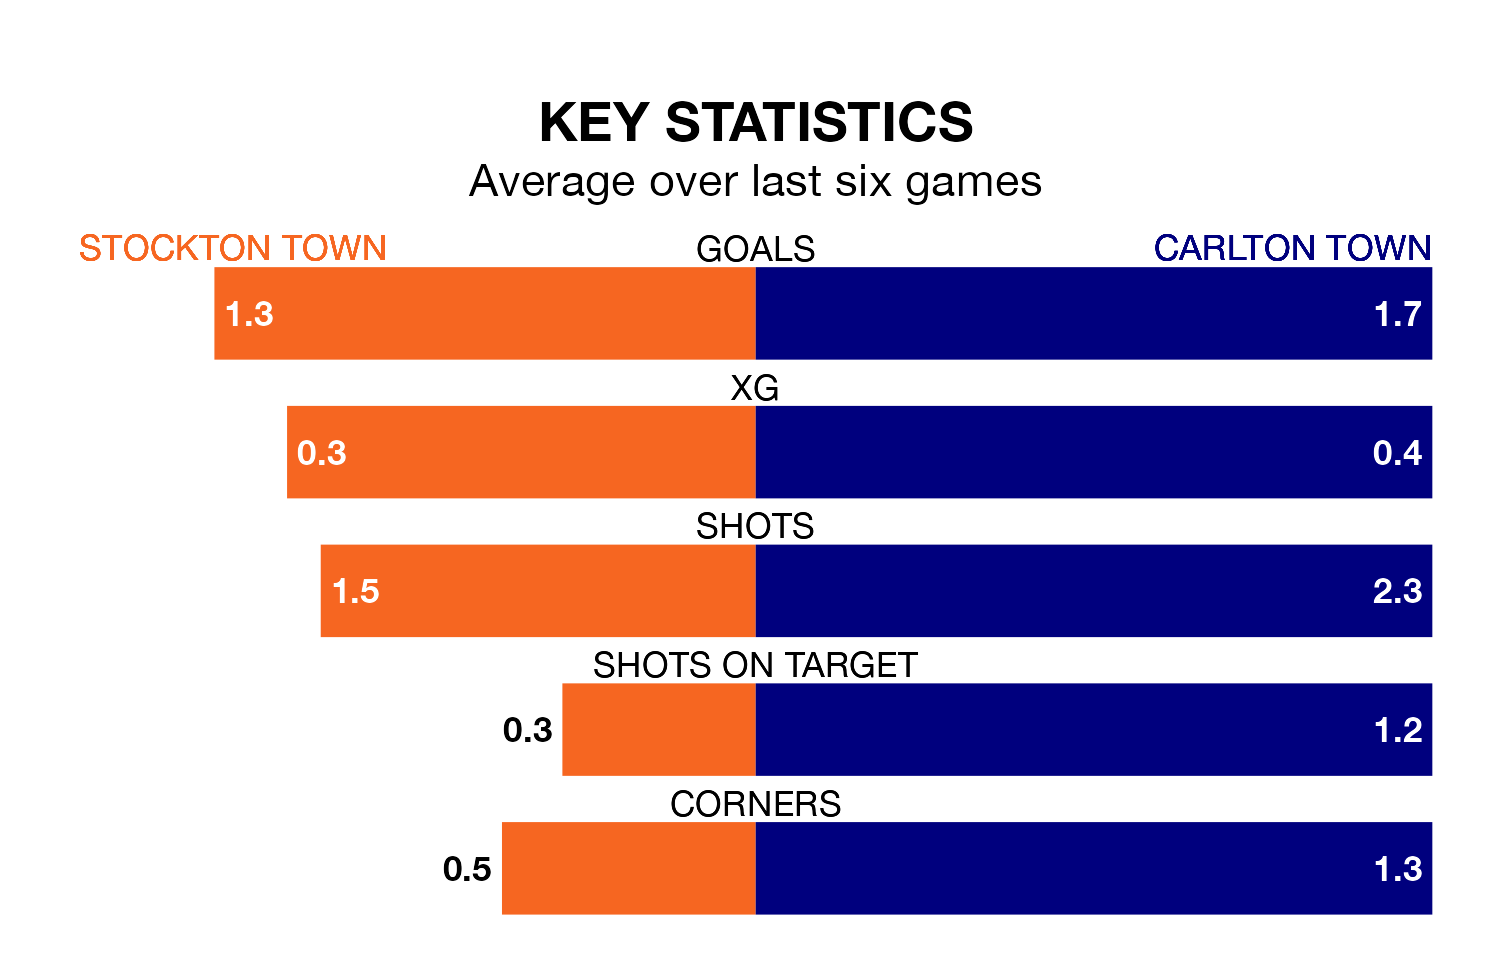 KEY STATISTICS
Average over last six games
STOCKTON TOWN GOALS CARLTON TOWN
1.3 1.7
XG
0.3 0.4
SHOTS
1.5 2.3
SHOTS ON TARGET
0.3 1.2
CORNERS
0.5 1.3